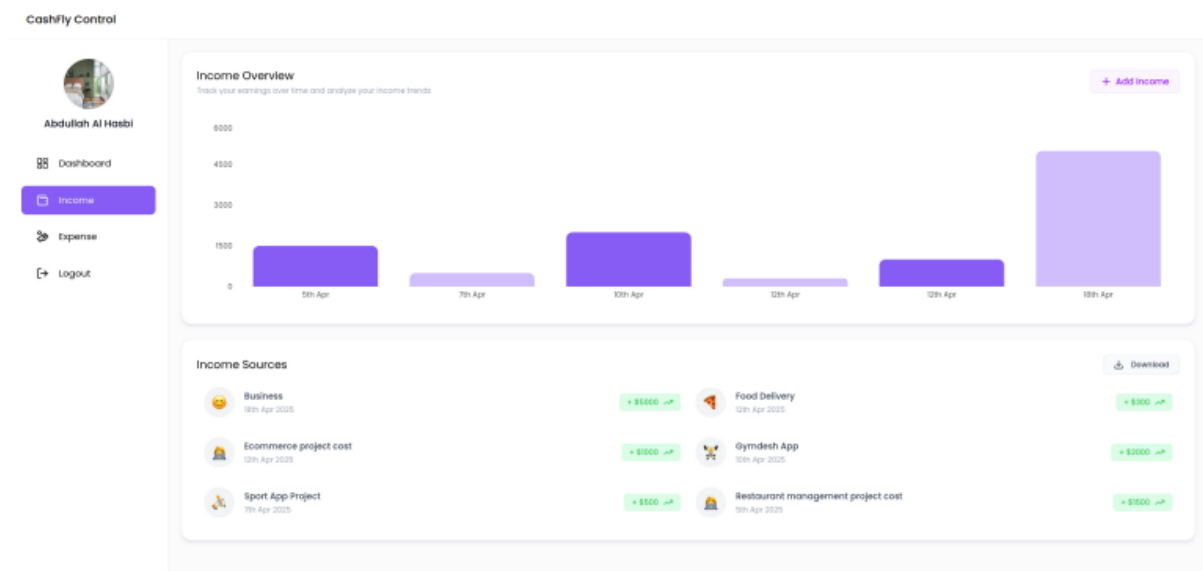 CashFly Control
Abdullah Al Hasbi
Dashboard
Income
Expense
Logout
Income Overview
Track your earnings over time and analyze your income trends
+ Add Income
6000
4500
3000
1500
0
5th Apr
7th Apr
10th Apr
12th Apr
12th Apr
18th Apr
Income Sources
Download
Business
18th Apr 2025
+ $5000
Food Delivery
12th Apr 2025
+ $300
Ecommerce project cost
12th Apr 2025
+ $1000
Gymdesh App
10th Apr 2025
+ $2000
Sport App Project
7th Apr 2025
+ $500
Restaurant management project cost
5th Apr 2025
+ $1500